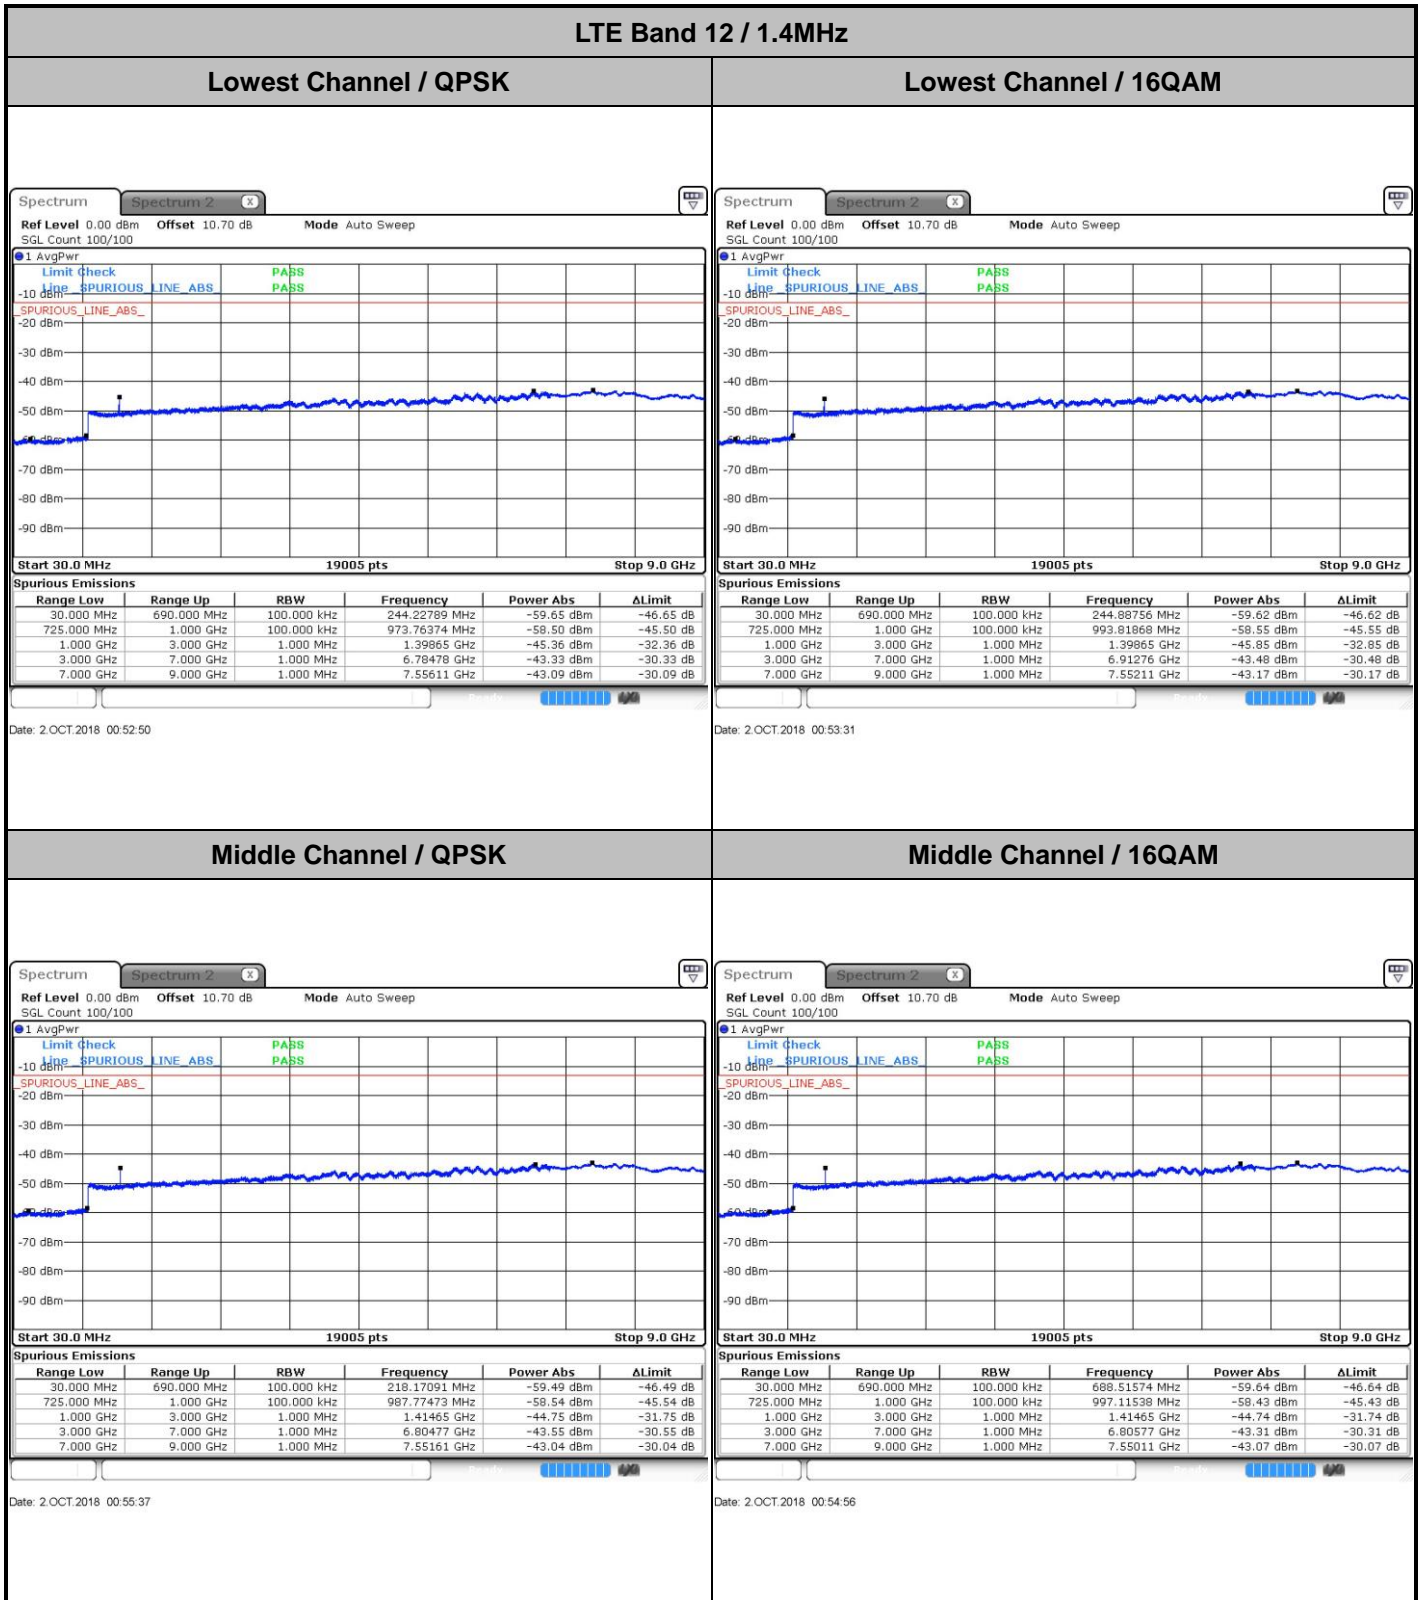 LTE Band 12 / 1.4MHz
Lowest Channel / QPSK
Lowest Channel / 16QAM
Spectrum Spectrum 2 X
Ref Level 0.00 dBm Offset 10.70 dB Mode Auto Sweep
SGL Count 100/100
1 AvgPwr
Limit Check PASS
Line _SPURIOUS_LINE_ABS_ PASS
-10 dBm
_SPURIOUS_LINE_ABS_
-20 dBm
-30 dBm
-40 dBm
-50 dBm
-60 dBm
-70 dBm
-80 dBm
-90 dBm
Start 30.0 MHz 19005 pts Stop 9.0 GHz
Spurious Emissions
Range Low Range Up RBW Frequency Power Abs ΔLimit
30.000 MHz 690.000 MHz 100.000 kHz 244.22789 MHz -59.65 dBm -46.65 dB
725.000 MHz 1.000 GHz 100.000 kHz 973.76374 MHz -58.50 dBm -45.50 dB
1.000 GHz 3.000 GHz 1.000 MHz 1.39865 GHz -45.36 dBm -32.36 dB
3.000 GHz 7.000 GHz 1.000 MHz 6.78478 GHz -43.33 dBm -30.33 dB
7.000 GHz 9.000 GHz 1.000 MHz 7.55611 GHz -43.09 dBm -30.09 dB
Date: 2.OCT.2018 00:52:50
Spectrum Spectrum 2 X
Ref Level 0.00 dBm Offset 10.70 dB Mode Auto Sweep
SGL Count 100/100
1 AvgPwr
Limit Check PASS
Line _SPURIOUS_LINE_ABS_ PASS
-10 dBm
_SPURIOUS_LINE_ABS_
-20 dBm
-30 dBm
-40 dBm
-50 dBm
-60 dBm
-70 dBm
-80 dBm
-90 dBm
Start 30.0 MHz 19005 pts Stop 9.0 GHz
Spurious Emissions
Range Low Range Up RBW Frequency Power Abs ΔLimit
30.000 MHz 690.000 MHz 100.000 kHz 244.88756 MHz -59.62 dBm -46.62 dB
725.000 MHz 1.000 GHz 100.000 kHz 993.81868 MHz -58.55 dBm -45.55 dB
1.000 GHz 3.000 GHz 1.000 MHz 1.39865 GHz -45.85 dBm -32.85 dB
3.000 GHz 7.000 GHz 1.000 MHz 6.91276 GHz -43.48 dBm -30.48 dB
7.000 GHz 9.000 GHz 1.000 MHz 7.55211 GHz -43.17 dBm -30.17 dB
Date: 2.OCT.2018 00:53:31
Middle Channel / QPSK
Middle Channel / 16QAM
Spectrum Spectrum 2 X
Ref Level 0.00 dBm Offset 10.70 dB Mode Auto Sweep
SGL Count 100/100
1 AvgPwr
Limit Check PASS
Line _SPURIOUS_LINE_ABS_ PASS
-10 dBm
_SPURIOUS_LINE_ABS_
-20 dBm
-30 dBm
-40 dBm
-50 dBm
-60 dBm
-70 dBm
-80 dBm
-90 dBm
Start 30.0 MHz 19005 pts Stop 9.0 GHz
Spurious Emissions
Range Low Range Up RBW Frequency Power Abs ΔLimit
30.000 MHz 690.000 MHz 100.000 kHz 218.17091 MHz -59.49 dBm -46.49 dB
725.000 MHz 1.000 GHz 100.000 kHz 987.77473 MHz -58.54 dBm -45.54 dB
1.000 GHz 3.000 GHz 1.000 MHz 1.41465 GHz -44.75 dBm -31.75 dB
3.000 GHz 7.000 GHz 1.000 MHz 6.80477 GHz -43.55 dBm -30.55 dB
7.000 GHz 9.000 GHz 1.000 MHz 7.55161 GHz -43.04 dBm -30.04 dB
Date: 2.OCT.2018 00:55:37
Spectrum Spectrum 2 X
Ref Level 0.00 dBm Offset 10.70 dB Mode Auto Sweep
SGL Count 100/100
1 AvgPwr
Limit Check PASS
Line _SPURIOUS_LINE_ABS_ PASS
-10 dBm
_SPURIOUS_LINE_ABS_
-20 dBm
-30 dBm
-40 dBm
-50 dBm
-60 dBm
-70 dBm
-80 dBm
-90 dBm
Start 30.0 MHz 19005 pts Stop 9.0 GHz
Spurious Emissions
Range Low Range Up RBW Frequency Power Abs ΔLimit
30.000 MHz 690.000 MHz 100.000 kHz 688.51574 MHz -59.64 dBm -46.64 dB
725.000 MHz 1.000 GHz 100.000 kHz 997.11538 MHz -58.43 dBm -45.43 dB
1.000 GHz 3.000 GHz 1.000 MHz 1.41465 GHz -44.74 dBm -31.74 dB
3.000 GHz 7.000 GHz 1.000 MHz 6.80577 GHz -43.31 dBm -30.31 dB
7.000 GHz 9.000 GHz 1.000 MHz 7.55011 GHz -43.07 dBm -30.07 dB
Date: 2.OCT.2018 00:54:56